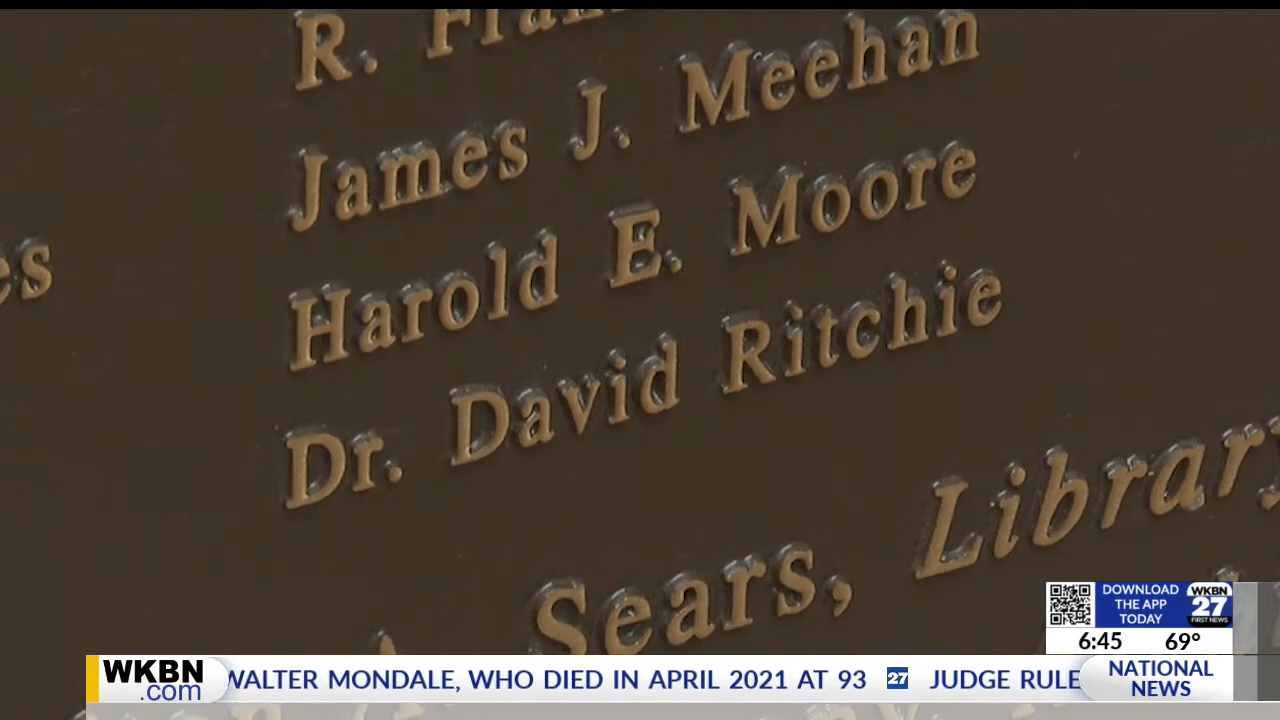 R.
James J. Meehan
Harold E. Moore
Dr. David Ritchie
Sears, Library
DOWNLOAD
THE APP
TODAY
WKBN
27
FIRST NEWS
6:45 69°
WKBN
.com
WALTER MONDALE, WHO DIED IN APRIL 2021 AT 93 27 JUDGE RULE
NATIONAL
NEWS